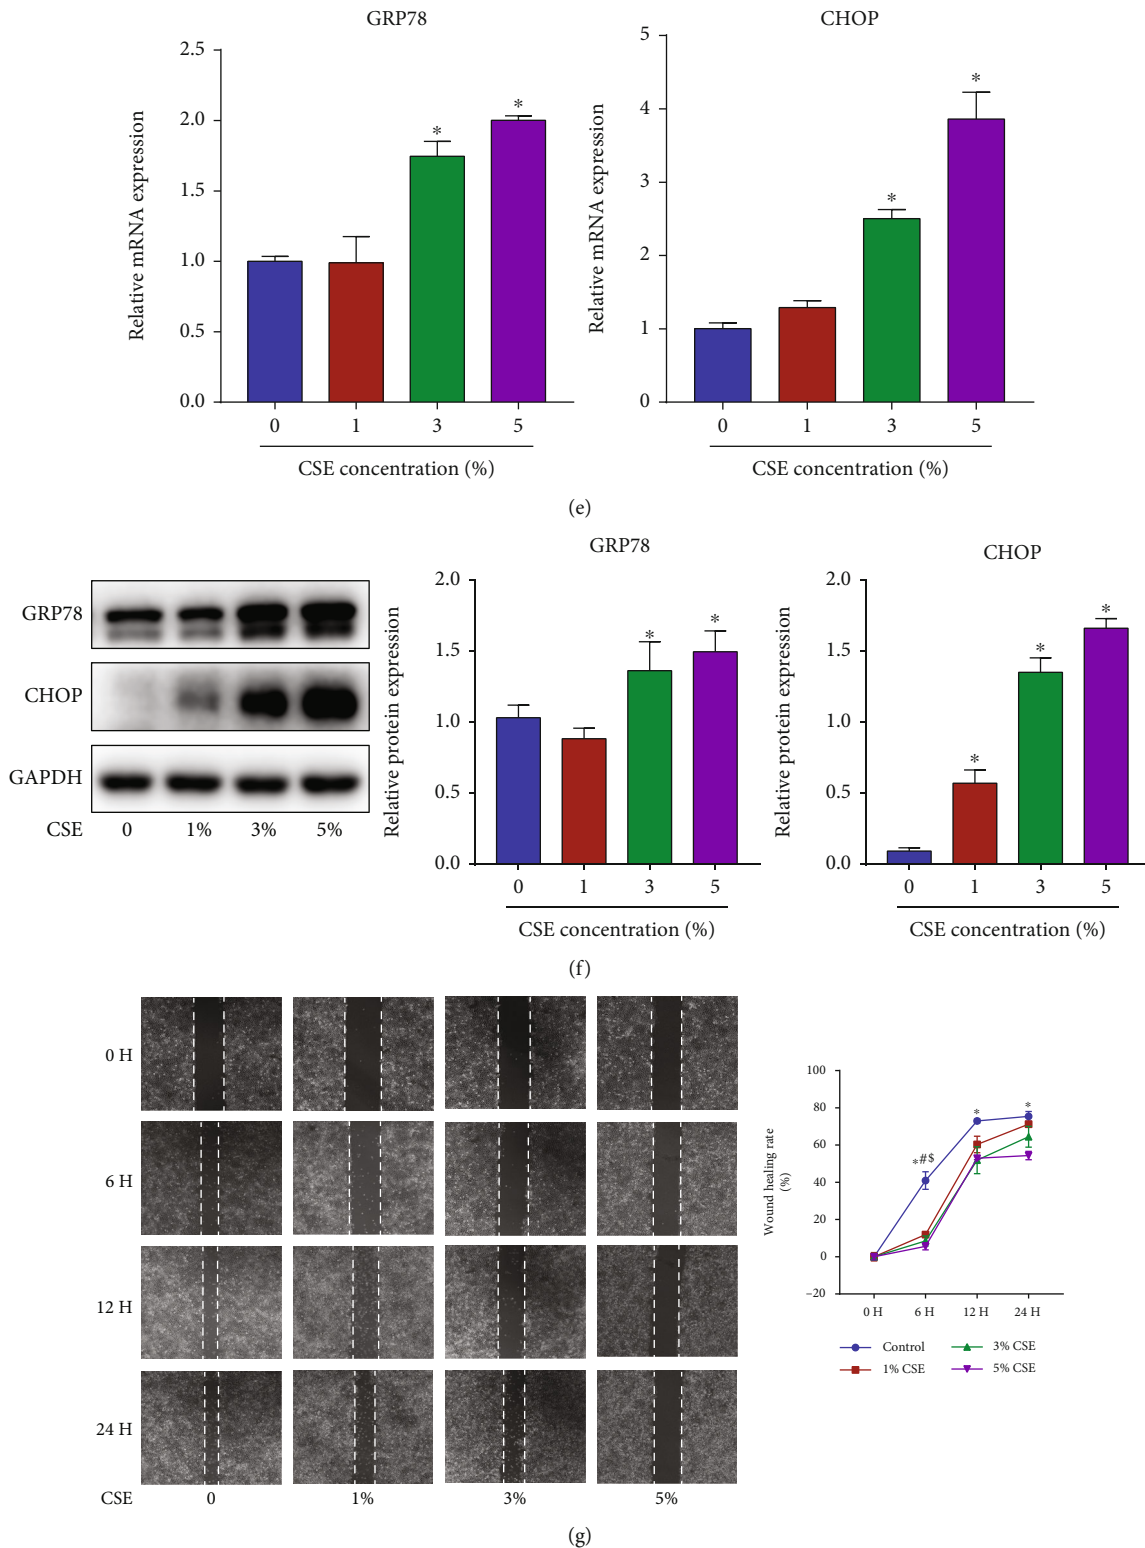 GRP78
2.5
2.0
1.5
1.0
0.5
0.0
Relative mRNA expression
*
*
0 1 3 5
CSE concentration (%)
CHOP
5
4
3
2
1
0
Relative mRNA expression
*
*
0 1 3 5
CSE concentration (%)
(e)
GRP78
CHOP
GAPDH
CSE 0 1% 3% 5%
GRP78
2.0
1.5
1.0
0.5
0.0
Relative protein expression
*
*
0 1 3 5
CSE concentration (%)
CHOP
2.0
1.5
1.0
0.5
0.0
Relative protein expression
*
*
*
0 1 3 5
CSE concentration (%)
(f)
0 H
6 H
12 H
24 H
CSE 0 1% 3% 5%
100
80
60
40
20
0
–20
Wound healing rate
(%)
*#$
*
*
0 H 6 H 12 H 24 H
Control 3% CSE
1% CSE 5% CSE
(g)